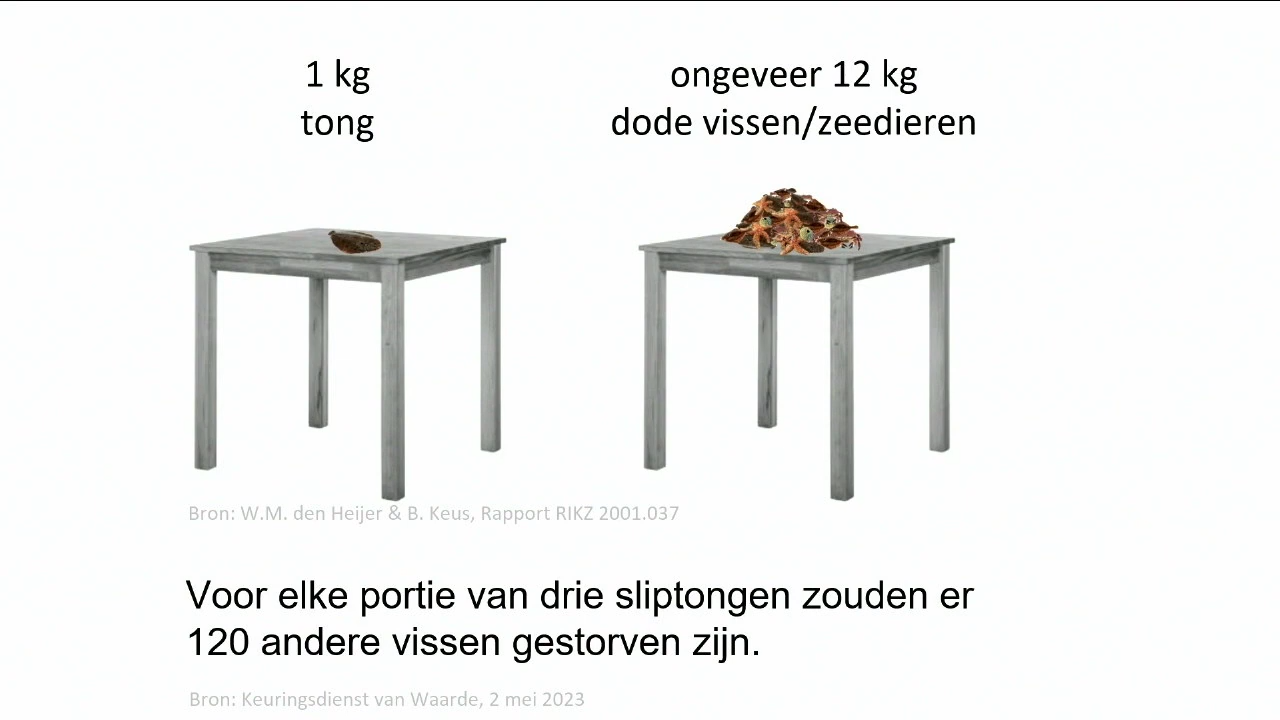 1 kg
tong
ongeveer 12 kg
dode vissen/zeedieren
Bron: W.M. den Heijer & B. Keus, Rapport RIKZ 2001.037
Voor elke portie van drie sliptongen zouden er
120 andere vissen gestorven zijn.
Bron: Keuringsdienst van Waarde, 2 mei 2023